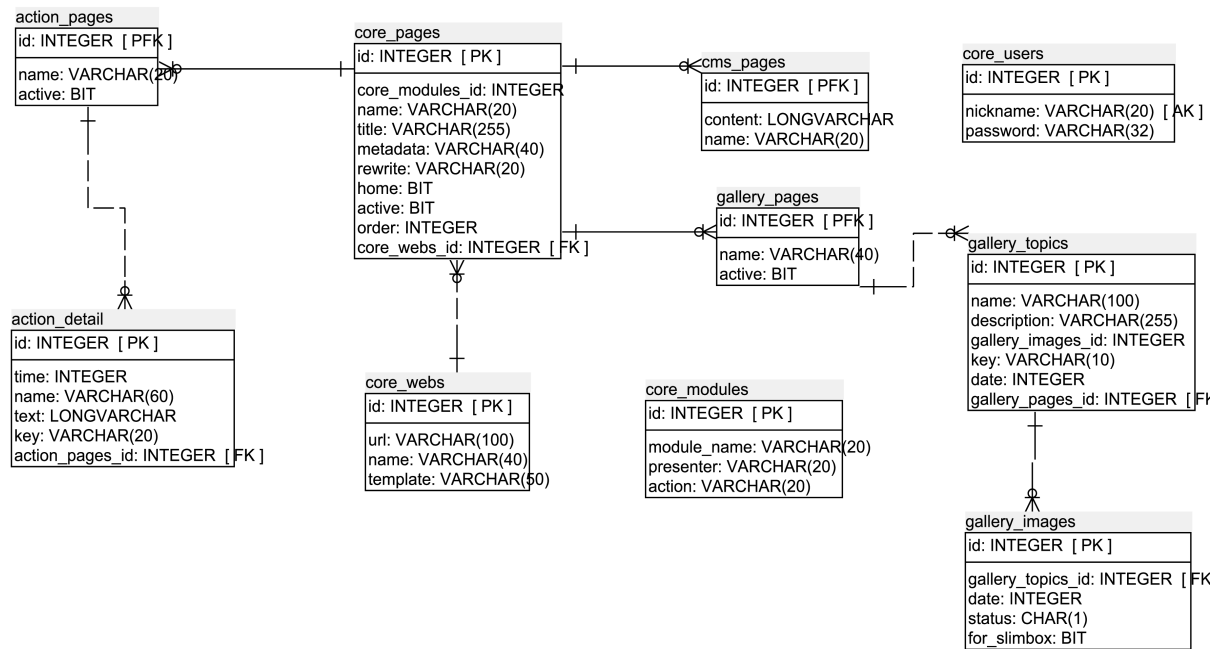 action_pages
id: INTEGER [ PFK ]
name: VARCHAR(20)
active: BIT
core_pages
id: INTEGER [ PK ]
core_modules_id: INTEGER
name: VARCHAR(20)
title: VARCHAR(255)
metadata: VARCHAR(40)
rewrite: VARCHAR(20)
home: BIT
active: BIT
order: INTEGER
core_webs_id: INTEGER [ FK ]
cms_pages
id: INTEGER [ PFK ]
content: LONGVARCHAR
name: VARCHAR(20)
core_users
id: INTEGER [ PK ]
nickname: VARCHAR(20) [ AK ]
password: VARCHAR(32)
gallery_pages
id: INTEGER [ PFK ]
name: VARCHAR(40)
active: BIT
gallery_topics
id: INTEGER [ PK ]
name: VARCHAR(100)
description: VARCHAR(255)
gallery_images_id: INTEGER
key: VARCHAR(10)
date: INTEGER
gallery_pages_id: INTEGER [ FK
action_detail
id: INTEGER [ PK ]
time: INTEGER
name: VARCHAR(60)
text: LONGVARCHAR
key: VARCHAR(20)
action_pages_id: INTEGER [ FK ]
core_webs
id: INTEGER [ PK ]
url: VARCHAR(100)
name: VARCHAR(40)
template: VARCHAR(50)
core_modules
id: INTEGER [ PK ]
module_name: VARCHAR(20)
presenter: VARCHAR(20)
action: VARCHAR(20)
gallery_images
id: INTEGER [ PK ]
gallery_topics_id: INTEGER [ FK
date: INTEGER
status: CHAR(1)
for_slimbox: BIT